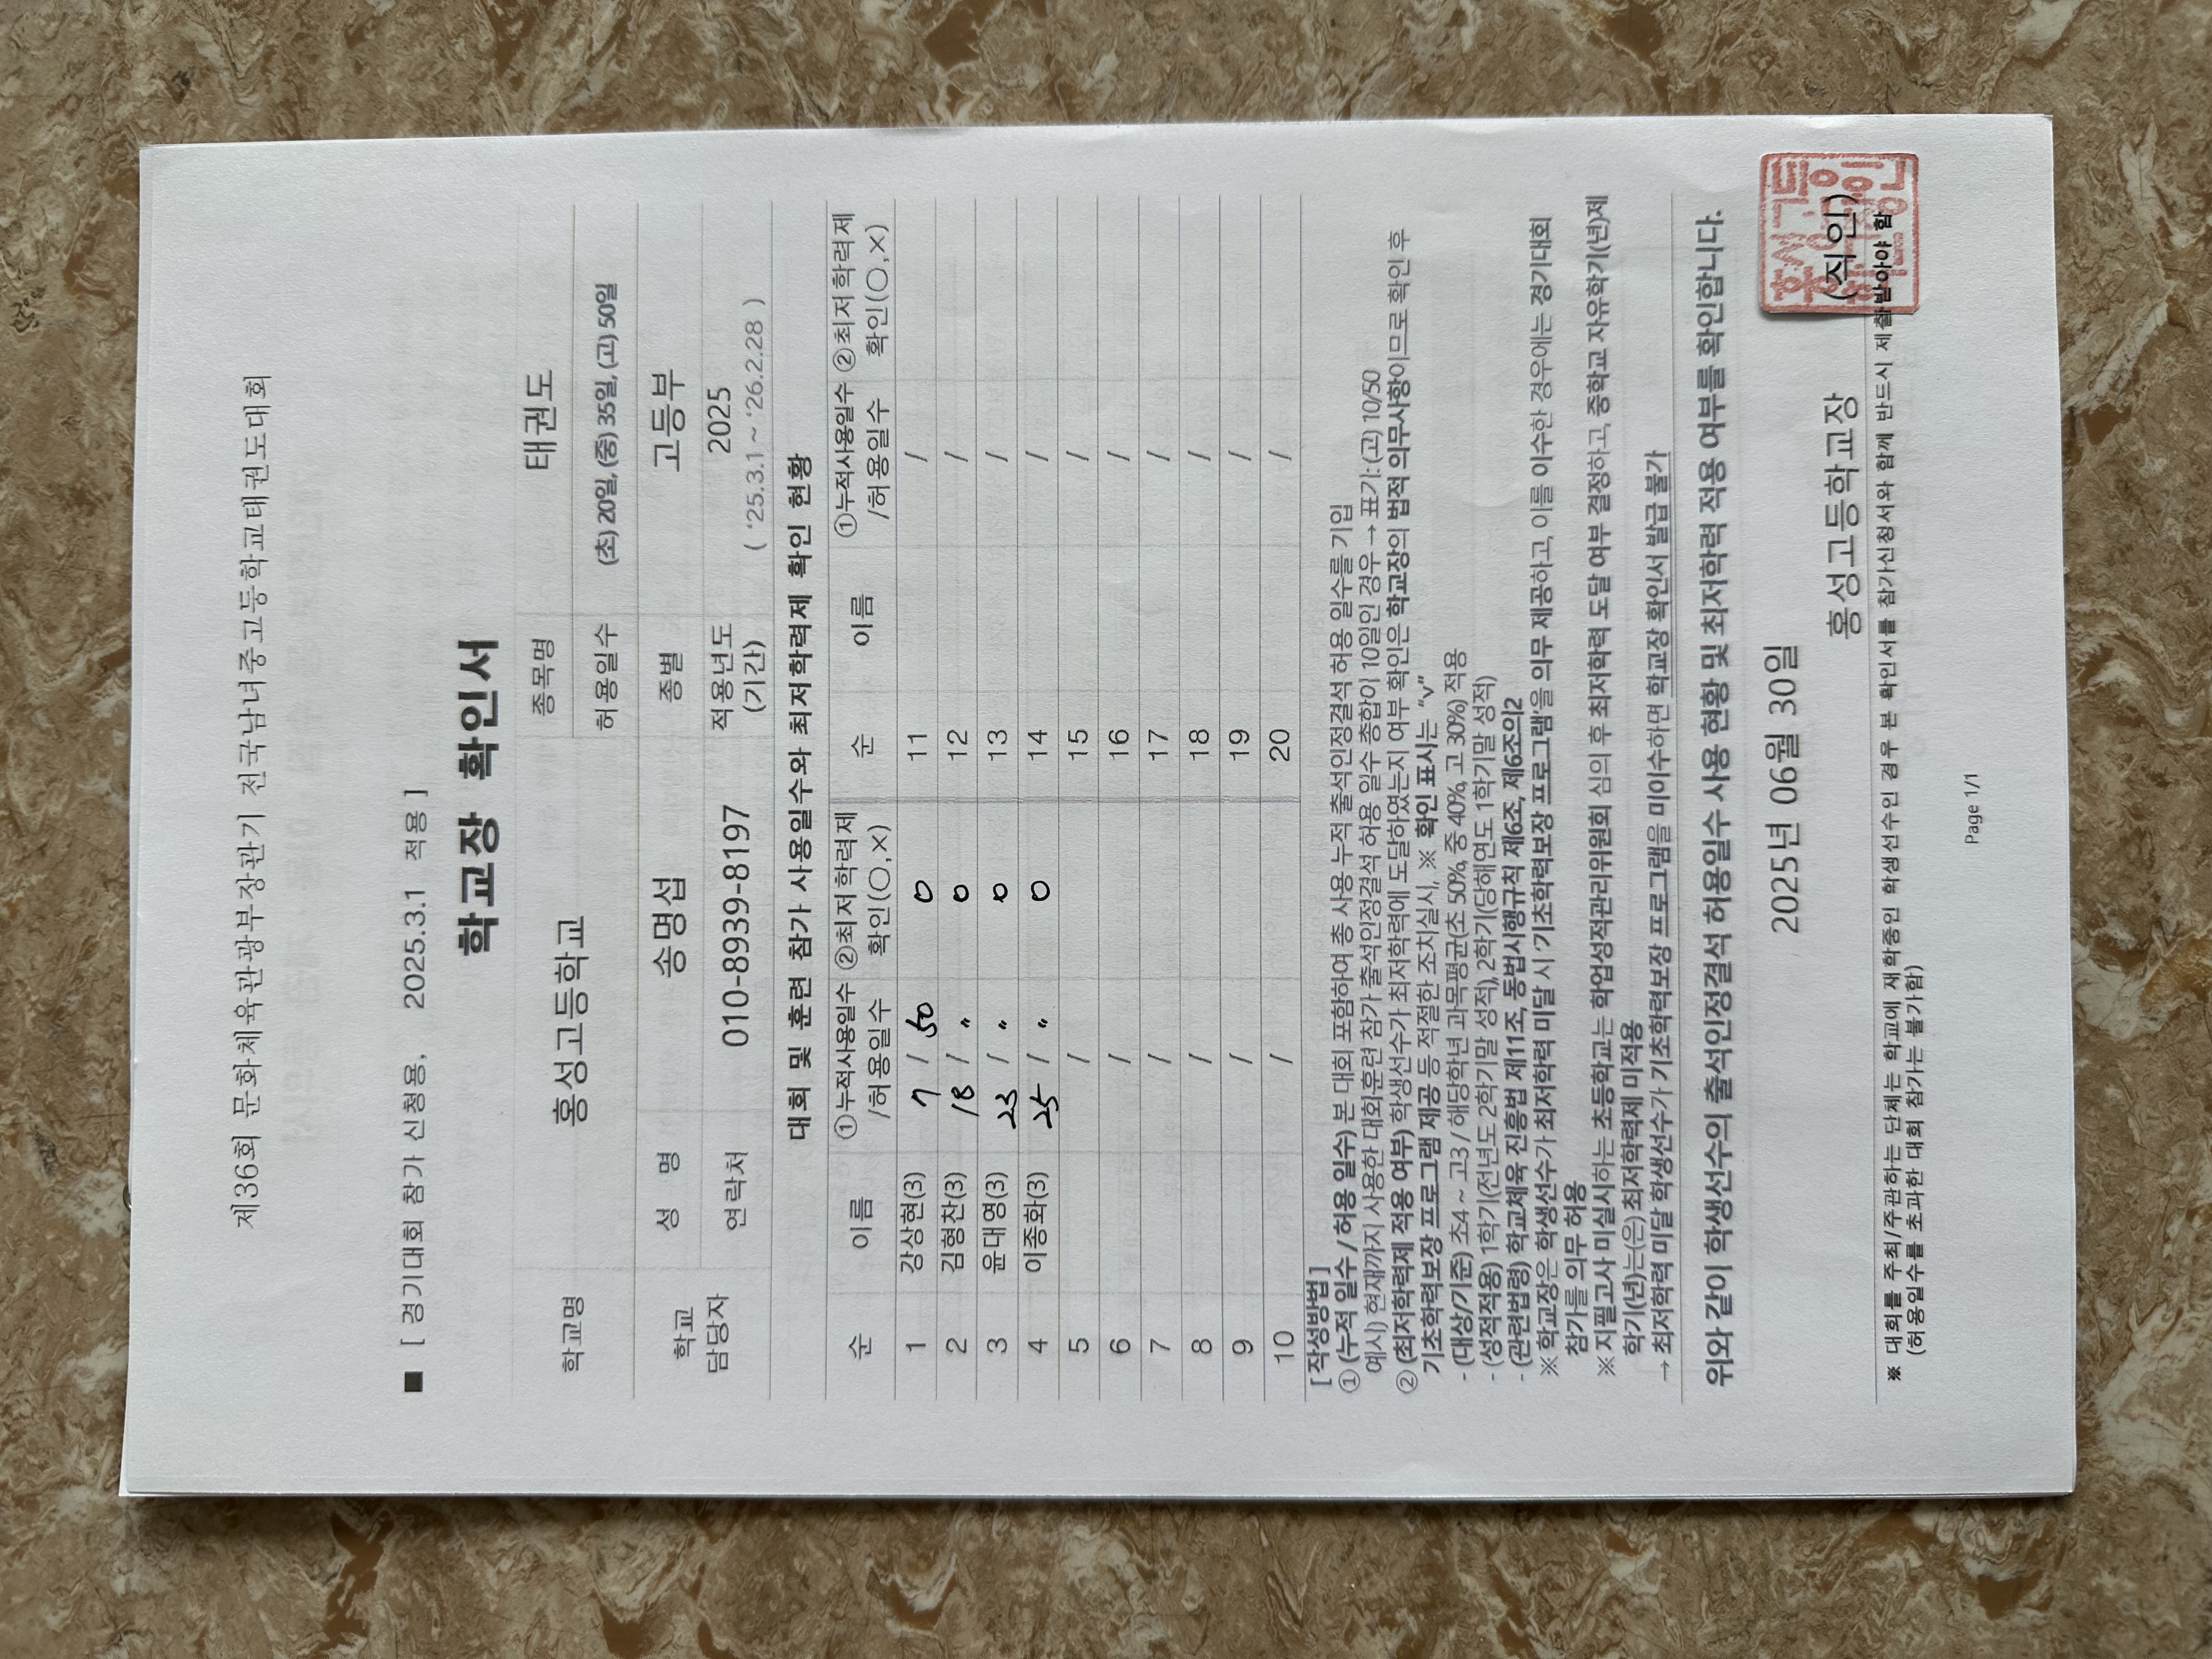 제36회 문화체육관광부장관기 전국남녀중고등학교태권도대회
■ [ 경기대회 참가 신청용, 2025.3.1 적용 ]
학교장 확인서
학교명 홍성고등학교 종목명 태권도
허용일수 (초) 20일, (중) 35일, (고) 50일
학교 담당자 성 명 송명섭 종별 고등부
연락처 010-8939-8197 적용년도 (기간) 2025 ( ‘25.3.1 ~ ‘26.2.28 )
대회 및 훈련 참가 사용일수와 최저학력제 확인 현황
순 이름 ①누적사용일수 /허용일수 ②최저학력제 확인(○,×) 순 이름 ①누적사용일수 /허용일수 ②최저학력제 확인(○,×)
1 강상현(3) 7 / 50 O 11 /
2 김형찬(3) 18 / 〃 O 12 /
3 윤대영(3) 23 / 〃 O 13 /
4 이종화(3) 25 / 〃 O 14 /
5 / 15 /
6 / 16 /
7 / 17 /
8 / 18 /
9 / 19 /
10 / 20 /
[ 작성방법 ]
① (누적 일수 / 허용 일수) 본 대회 포함하여 총 사용 누적 출석인정결석 허용 일수를 기입
예시) 현재까지 사용한 대회훈련 참가 출석인정결석 허용 일수 총합이 10일인 경우 → 표기: (고) 10/50
② (최저학력제 적용 여부) 학생선수가 최저학력에 도달하였는지 여부 확인은 학교장의 법적 의무사항이므로 확인 후
기초학력보장 프로그램 제공 등 적절한 조치실시, ※ 확인 표시는 “v”
- (대상/기준) 초4 ~ 고3 / 해당학년 과목평균(초 50%, 중 40%, 고 30%) 적용
- (성적적용) 1학기(전년도 2학기말 성적), 2학기(당해연도 1학기말 성적)
- (관련법령) 학교체육 진흥법 제11조, 동법시행규칙 제6조, 제6조의2
※ 학교장은 학생선수가 최저학력 미달 시 ‘기초학력보장 프로그램’을 의무 제공하고, 이를 이수한 경우에는 경기대회
참가를 의무 허용
※ 지필고사 미실시하는 초등학교는 학업성적관리위원회 심의 후 최저학력 도달 여부 결정하고, 중학교 자유학기(년)제
학기(년)는(은) 최저학력제 미적용
→ 최저학력 미달 학생선수가 기초학력보장 프로그램을 미이수하면 학교장 확인서 발급 불가
위와 같이 학생선수의 출석인정결석 허용일수 사용 현황 및 최저학력 적용 여부를 확인합니다.
2025년 06월 30일
홍성고등학교장 (직인)
※ 대회를 주최/주관하는 단체는 학교에 재학중인 학생선수인 경우 본 확인서를 참가신청서와 함께 반드시 제출받아야 함
(허용일수를 초과한 대회 참가는 불가함)
Page 1/1